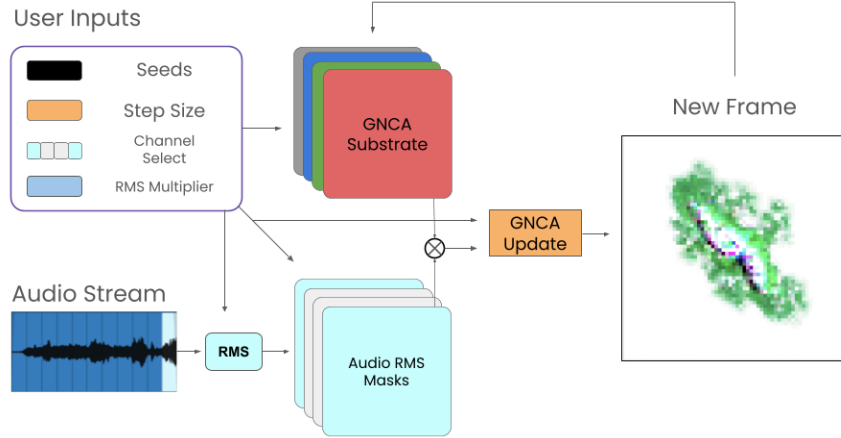 User Inputs
Seeds
Step Size
Channel
Select
RMS Multiplier
GNCA
Substrate
New Frame
GNCA
Update
Audio Stream
RMS
Audio RMS
Masks